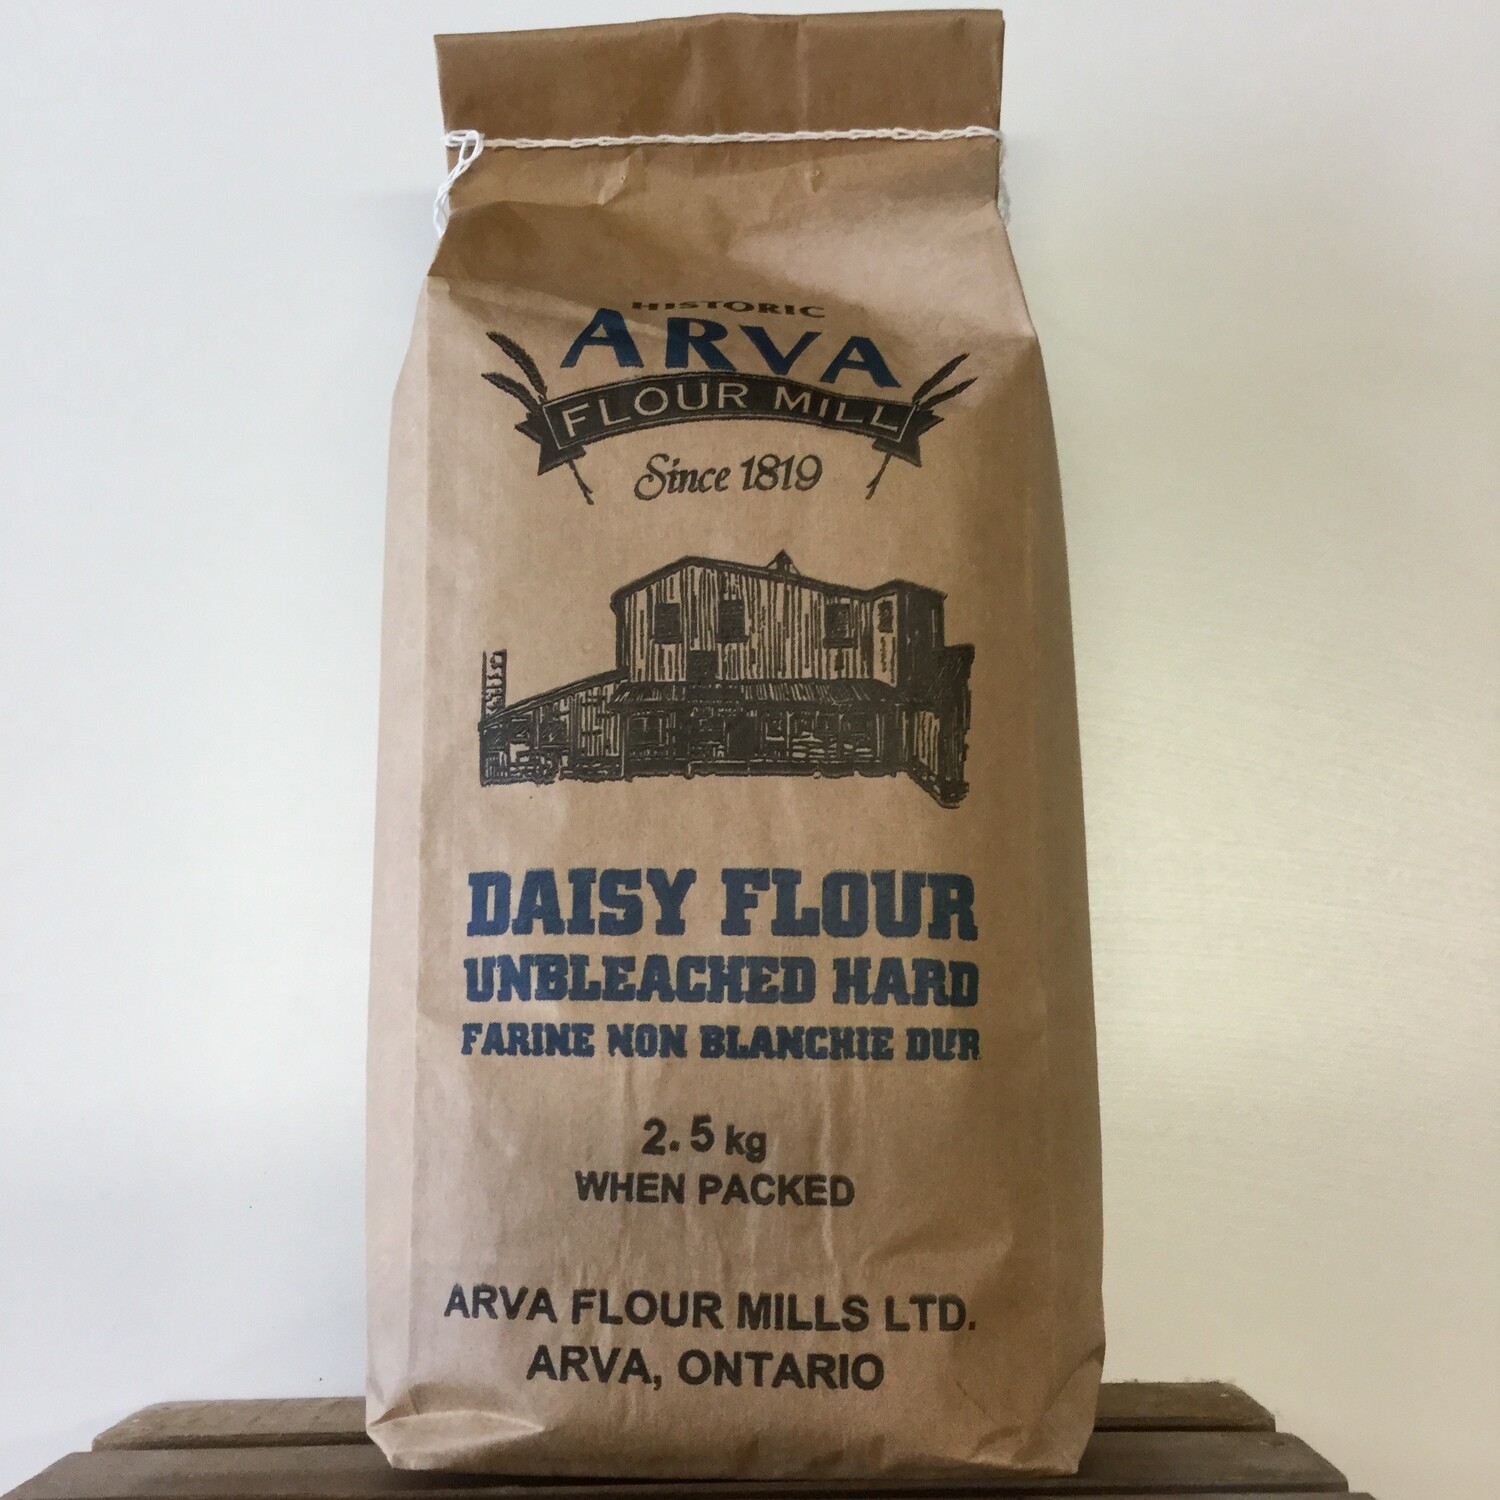 HISTORIC
ARVA
FLOUR MILL
Since 1819
DAISY FLOUR
UNBLEACHED HARD
FARINE NON BLANCHIE DUR
2.5 kg
WHEN PACKED
ARVA FLOUR MILLS LTD.
ARVA, ONTARIO